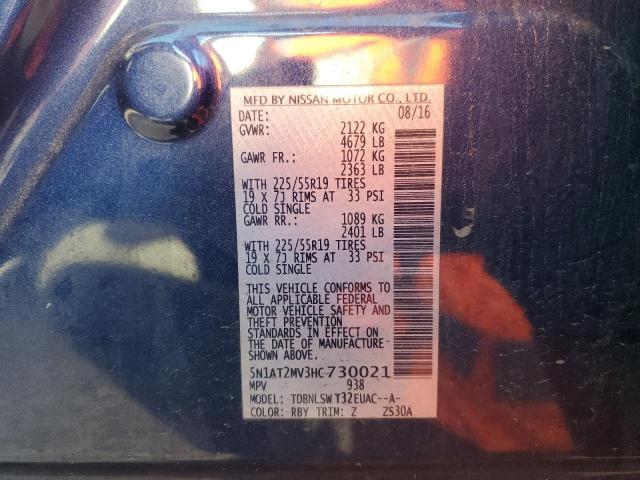 MFD BY NISSAN MOTOR CO., LTD.
DATE: 08/16
GVWR: 2122 KG
4679 LB
GAWR FR.: 1072 KG
2363 LB
WITH 225/55R19 TIRES
19 X 7J RIMS AT 33 PSI
COLD SINGLE
GAWR RR.: 1089 KG
2401 LB
WITH 225/55R19 TIRES
19 X 7J RIMS AT 33 PSI
COLD SINGLE
THIS VEHICLE CONFORMS TO
ALL APPLICABLE FEDERAL
MOTOR VEHICLE SAFETY AND
THEFT PREVENTION
STANDARDS IN EFFECT ON
THE DATE OF MANUFACTURE-
SHOWN ABOVE.
5N1AT2MV3HC730021
MPV 938
MODEL: TDBNLSW T32EUAC--A-
COLOR: RBY TRIM: Z ZS30A